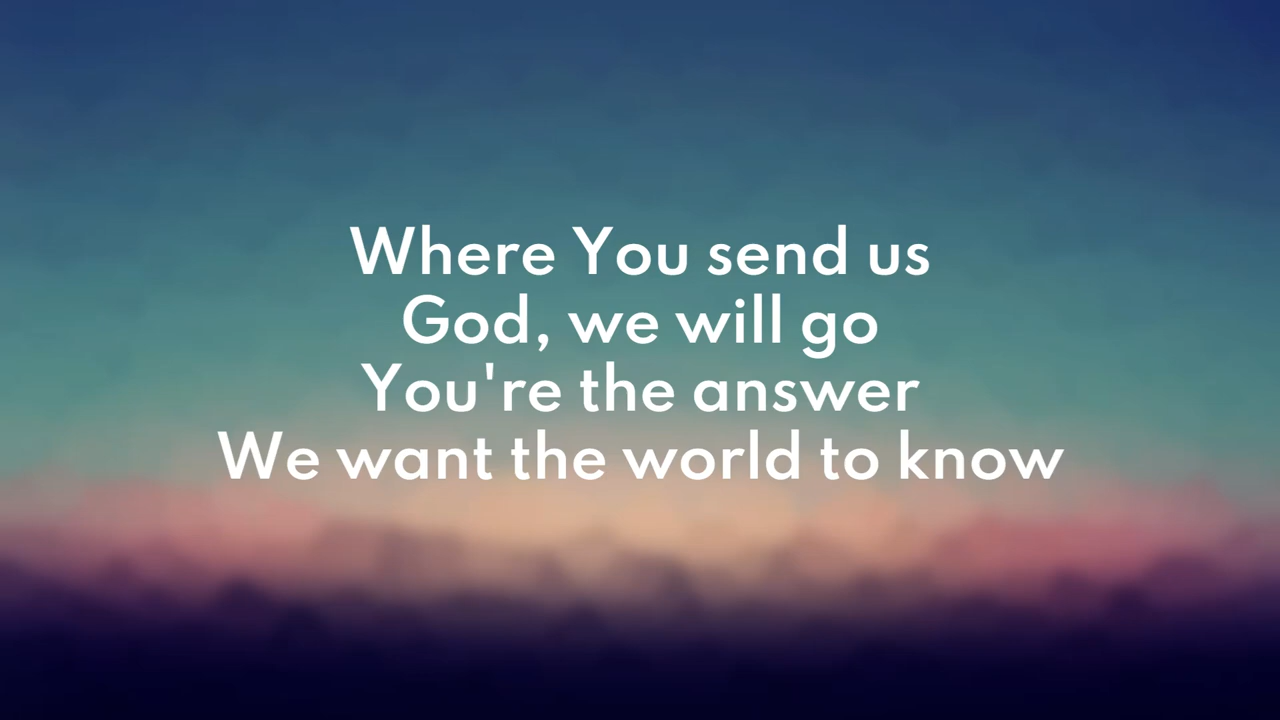 Where You send us
God, we will go
You're the answer
We want the world to know